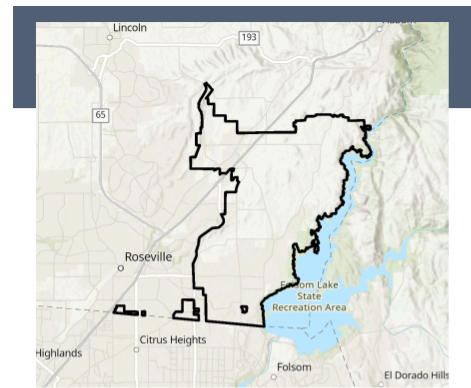 Lincoln
193
65
Roseville
Folsom Lake
State
Recreation Area
Citrus Heights
Highlands
Folsom
El Dorado Hills